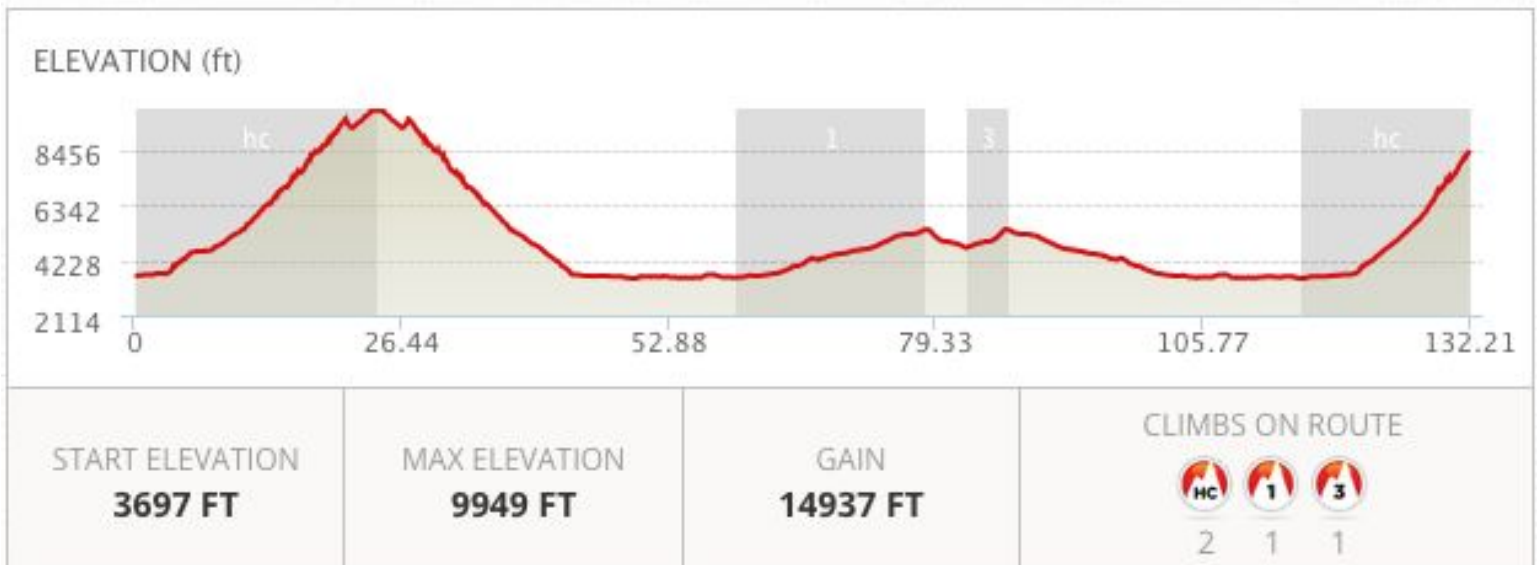 ELEVATION (ft)
hc
1
3
hc
8456
6342
4228
2114
0 26.44 52.88 79.33 105.77 132.21
START ELEVATION
3697 FT
MAX ELEVATION
9949 FT
GAIN
14937 FT
CLIMBS ON ROUTE
HC 1 3
2 1 1